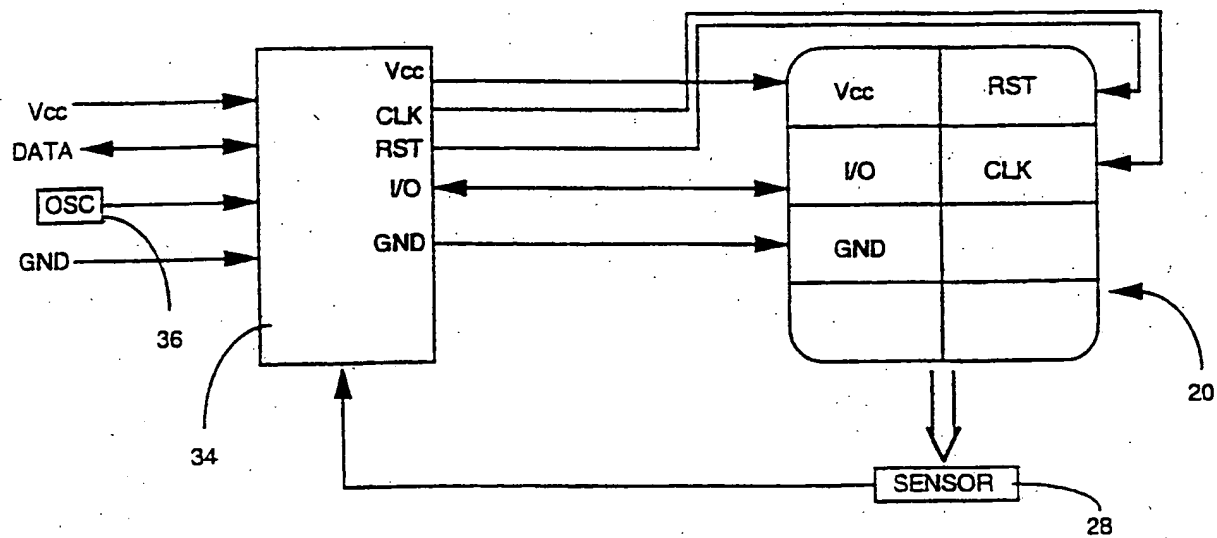 Vcc
DATA
OSC
GND
36
34
Vcc
CLK
RST
I/O
GND
Vcc
RST
I/O
CLK
GND
20
SENSOR
28